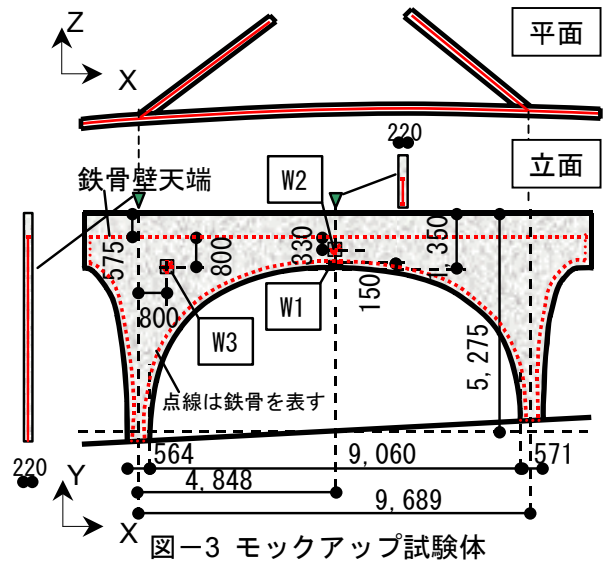 Z
X
平面
220
立面
鉄骨壁天端
W2
575
800
330
1,350
150
W1
800
W3
5,275
点線は鉄骨を表す
220
564
9,060
571
4,848
9,689
Y
X
図－3 モックアップ試験体